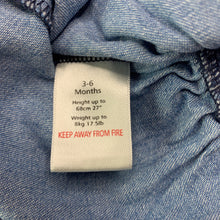 3-6
Months
Height up to
68cm 27"
Weight up to
8kg 17.5lb
KEEP AWAY FROM FIRE